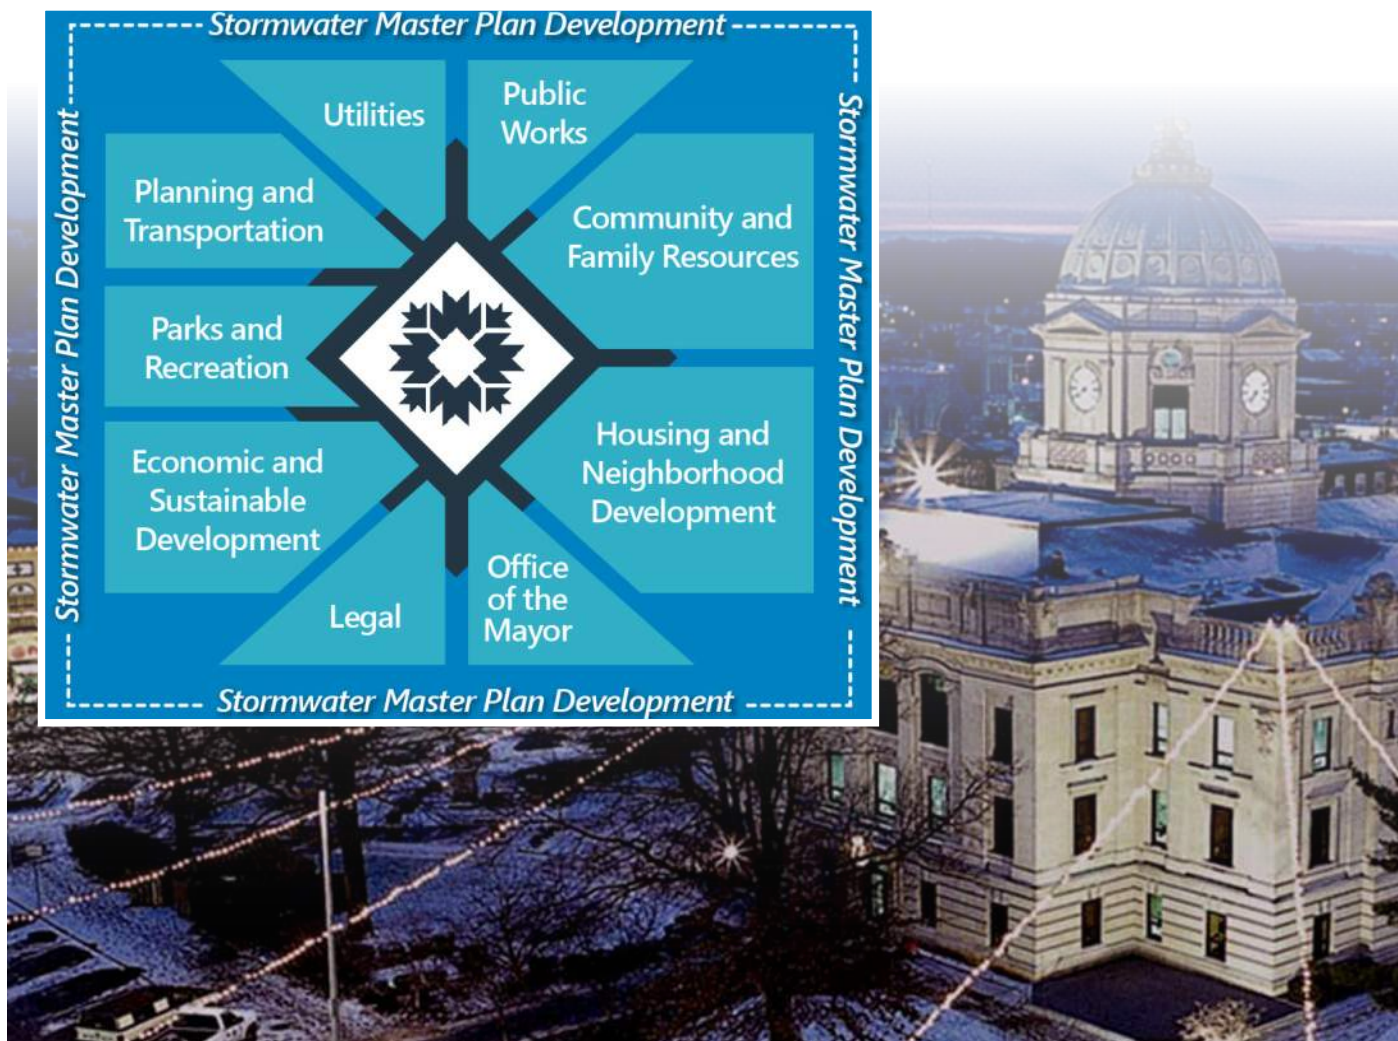 Stormwater Master Plan Development
Utilities
Public
Works
Planning and
Transportation
Community and
Family Resources
Parks and
Recreation
Economic and
Sustainable
Development
Housing and
Neighborhood
Development
Legal
Office
of the
Mayor
Stormwater Master Plan Development
Stormwater Master Plan Development
Stormwater Master Plan Development